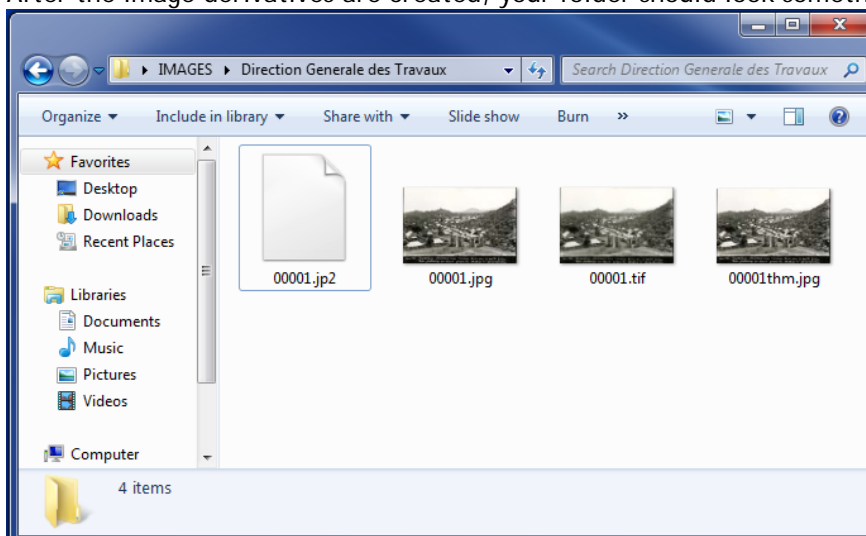 After the image derivatives are created, your folder should look someth
IMAGES Direction Generale des Travaux
Search Direction Generale des Travaux
Organize Include in library Share with Slide show Burn »
Favorites
Desktop
Downloads
Recent Places
Libraries
Documents
Music
Pictures
Videos
Computer
00001.jp2 00001.jpg 00001.tif 00001thm.jpg
4 items